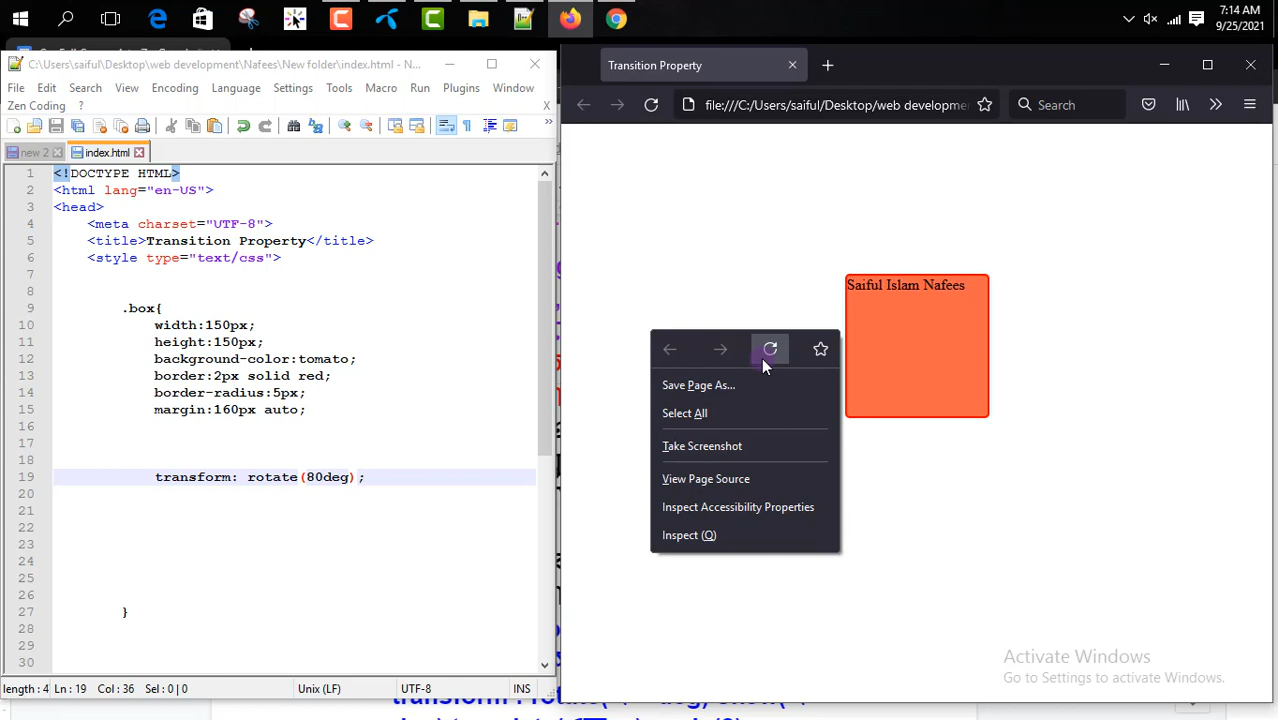 7:14 AM
9/25/2021
C:\Users\saiful\Desktop\web development\Nafees\New folder\index.html - N...
File Edit Search View Encoding Language Settings Tools Macro Run Plugins Window
Zen Coding ? X
new 2 index.html
1 <!DOCTYPE HTML>
2 <html lang="en-US">
3 <head>
4 <meta charset="UTF-8">
5 <title>Transition Property</title>
6 <style type="text/css">
7
8
9 .box{
10 width:150px;
11 height:150px;
12 background-color:tomato;
13 border:2px solid red;
14 border-radius:5px;
15 margin:160px auto;
16
17
18
19 transform: rotate(80deg);
20
21
22
23
24
25
26
27 }
28
29
30
length: 4 Ln: 19 Col: 36 Sel: 0 | 0 Unix (LF) UTF-8 INS
Transition Property
file:///C:/Users/saiful/Desktop/web developme
Search
Saiful Islam Nafees
Save Page As...
Select All
Take Screenshot
View Page Source
Inspect Accessibility Properties
Inspect (Q)
Activate Windows
Go to Settings to activate Windows.